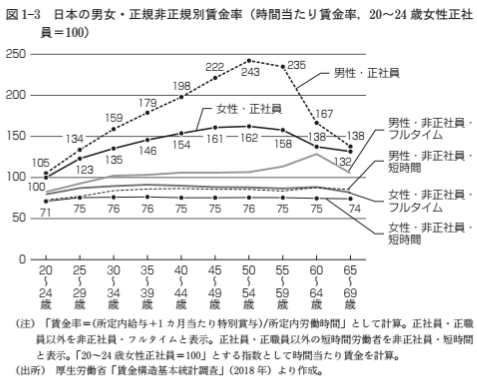 図1-3 日本の男女・正規非正規別賃金率（時間当たり賃金率，20〜24歳女性正社
員＝100）
250
200
150
100
50
0
105
134
159
179
198
222
243
235
167
138
男性・正社員
女性・正社員
100
123
135
146
154
161
162
158
138
132
男性・非正社員・
フルタイム
男性・非正社員・
短時間
女性・非正社員・
フルタイム
女性・非正社員・
短時間
71
75
76
76
75
75
76
75
75
74
20〜24歳
25〜29歳
30〜34歳
35〜39歳
40〜44歳
45〜49歳
50〜54歳
55〜59歳
60〜64歳
65〜69歳
（注）「賃金率＝(所定内給与＋1カ月当たり特別賞与)/所定内労働時間」として計算。正社員・正職
員以外を非正社員・フルタイムと表示。正社員・正職員以外の短時間労働者を非正社員・短時間
と表示。「20〜24歳女性正社員＝100」とする指数として時間当たり賃金を計算。
（出所） 厚生労働省「賃金構造基本統計調査」（2018年）より作成。